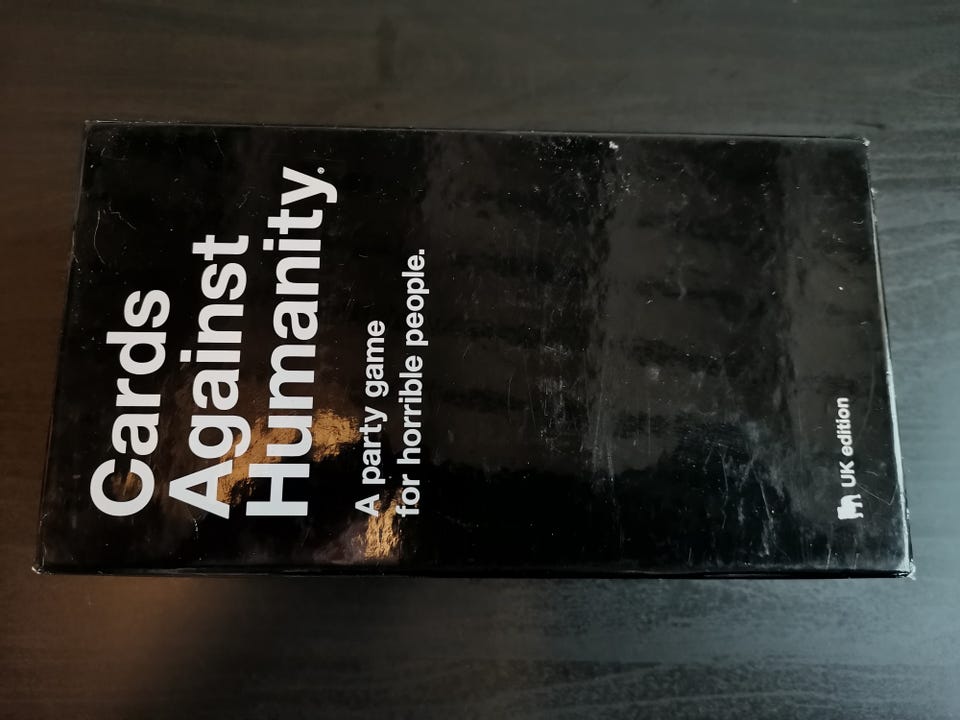 Cards
Against
Humanity.
A party game
for horrible people.
UK edition